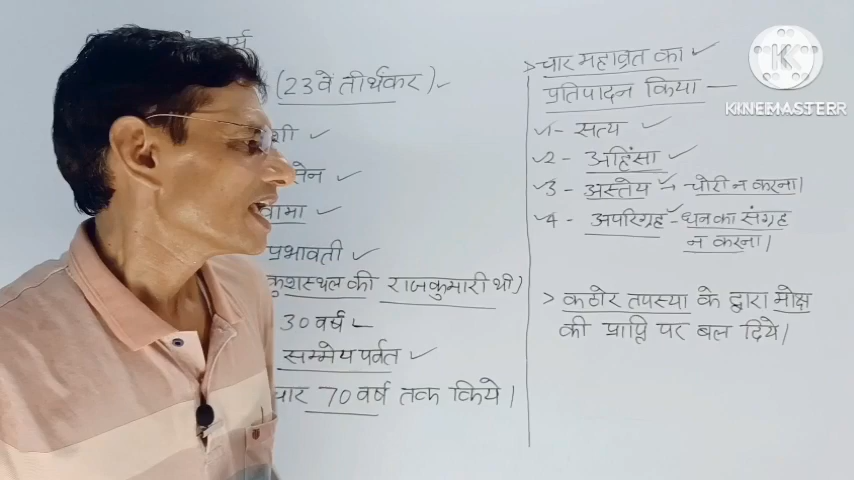 (23वे तीर्थकर)
प्रभावती
कुशस्थल की राजकुमारी थी)
30 वर्ष
सम्मेय पर्वत
70 वर्ष तक किये।
> चार महाव्रत का
प्रतिपादन किया —
1- सत्य
2- अहिंसा
3- अस्तेय → चोरी न करना।
4- अपरिग्रह - धन का संग्रह
न करना।
> कठोर तपस्या के द्वारा मोक्ष
की प्राप्ति पर बल दिये।
K
KINEMASTER